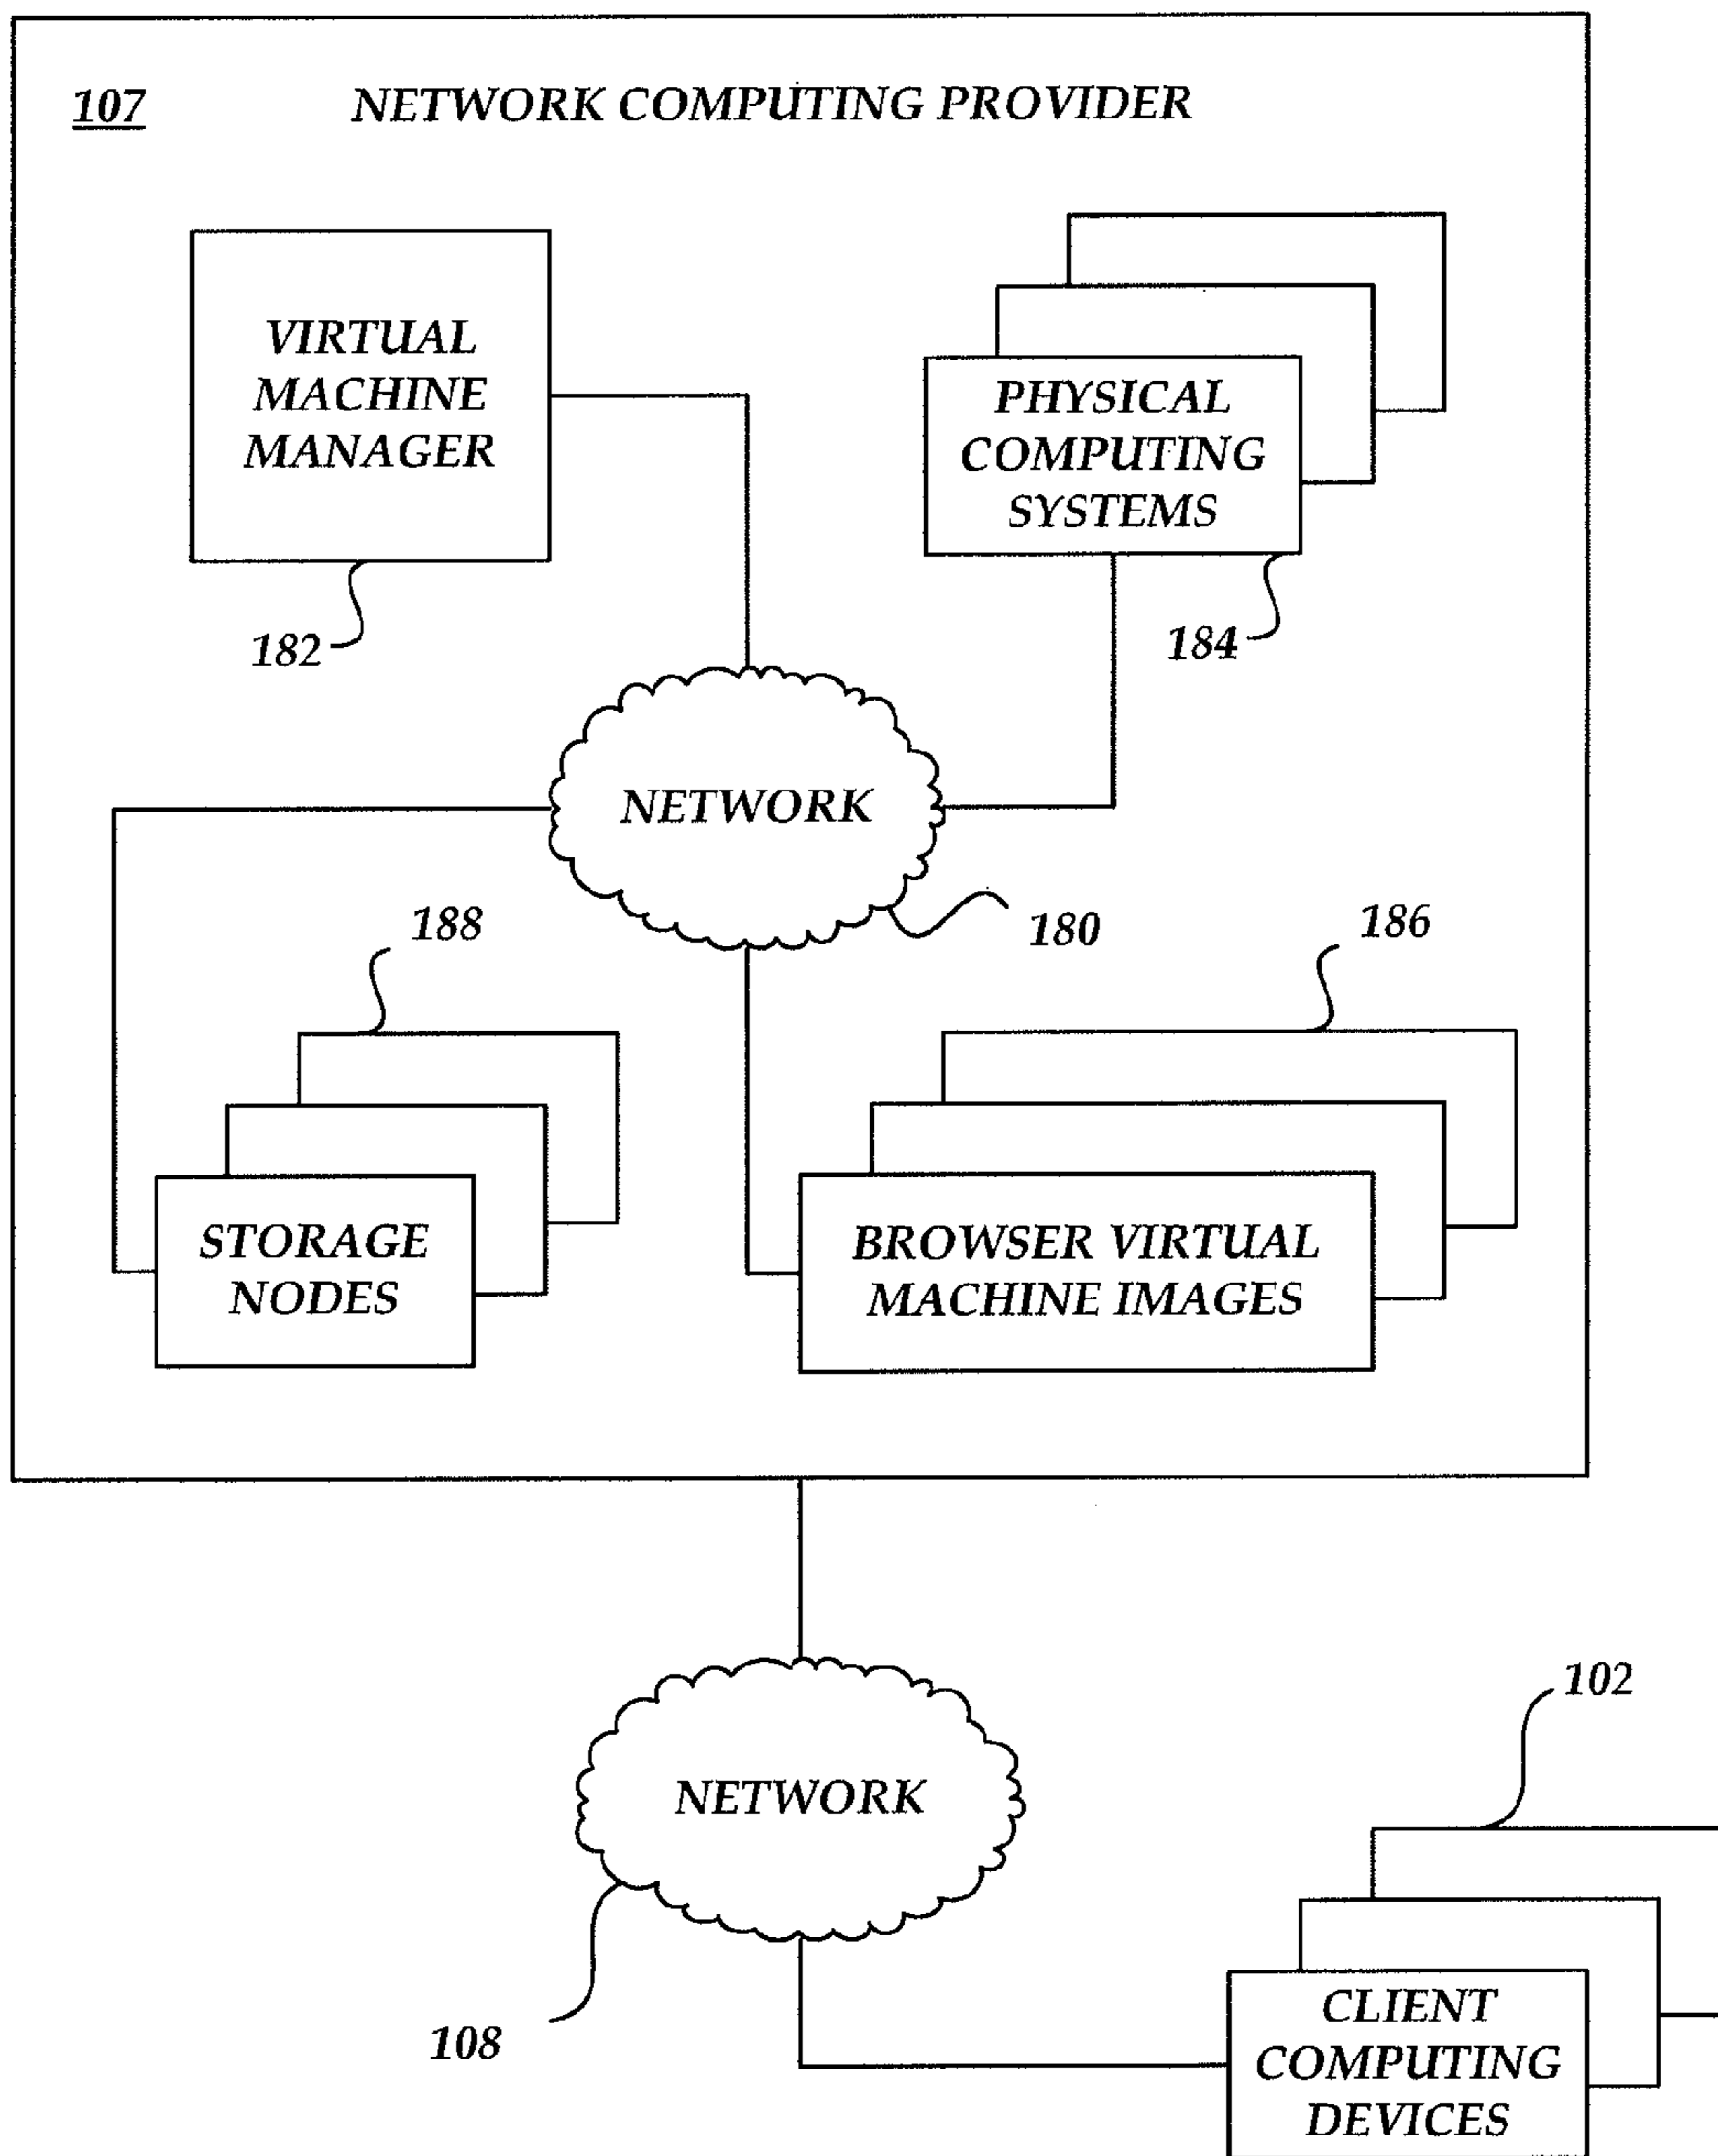 107 NETWORK COMPUTING PROVIDER
VIRTUAL
MACHINE
MANAGER
182
PHYSICAL
COMPUTING
SYSTEMS
184
NETWORK
180
188
STORAGE
NODES
186
BROWSER VIRTUAL
MACHINE IMAGES
NETWORK
108
102
CLIENT
COMPUTING
DEVICES